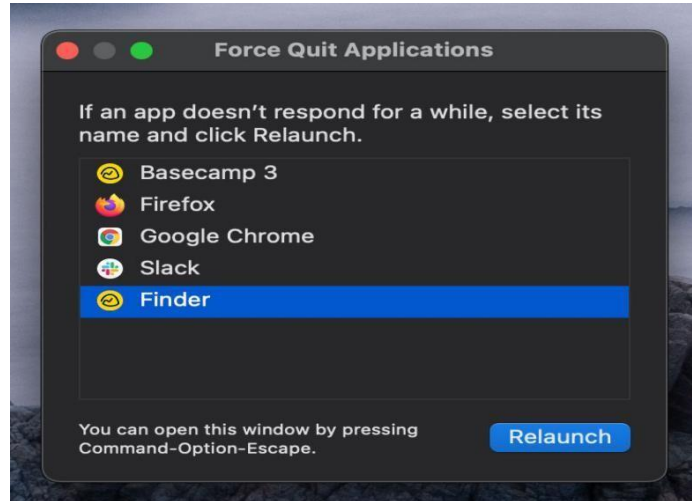 Force Quit Applications
If an app doesn’t respond for a while, select its
name and click Relaunch.
Basecamp 3
Firefox
Google Chrome
Slack
Finder
You can open this window by pressing
Command-Option-Escape.
Relaunch